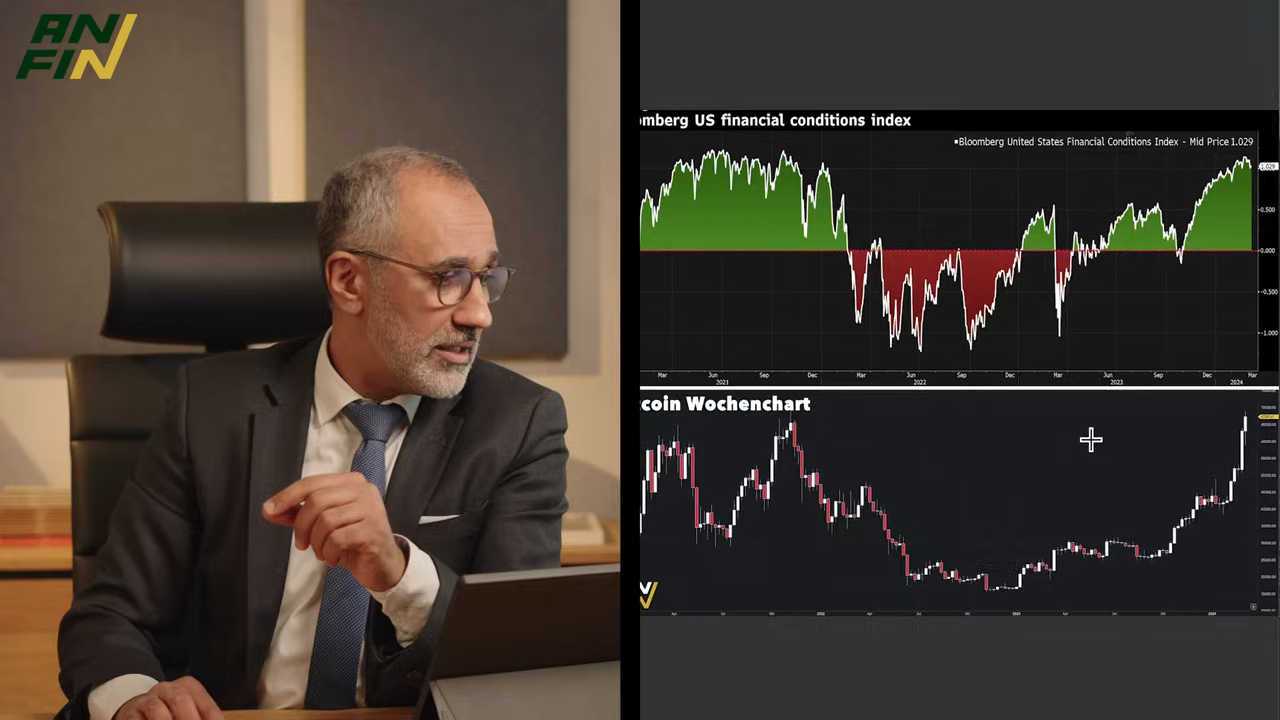 AN
FIN
omberg US financial conditions index
Bloomberg United States Financial Conditions Index - Mid Price 1.029
1.029
0.500
0.000
-0.500
-1.000
Mar Jun Sep Dec Mar Jun Sep Dec Mar Jun Sep Dec Mar
2021 2022 2023 2024
coin Wochenchart